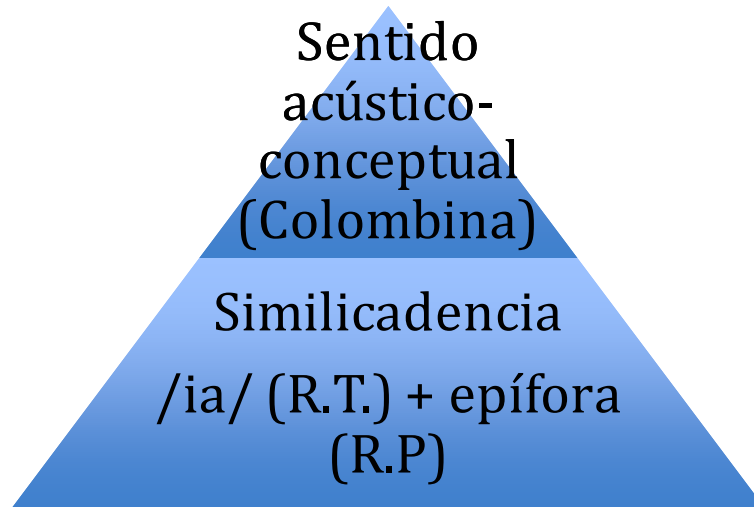 Sentido
acústico-
conceptual
(Colombina)
Similicadencia
/ia/ (R.T.) + epífora
(R.P)